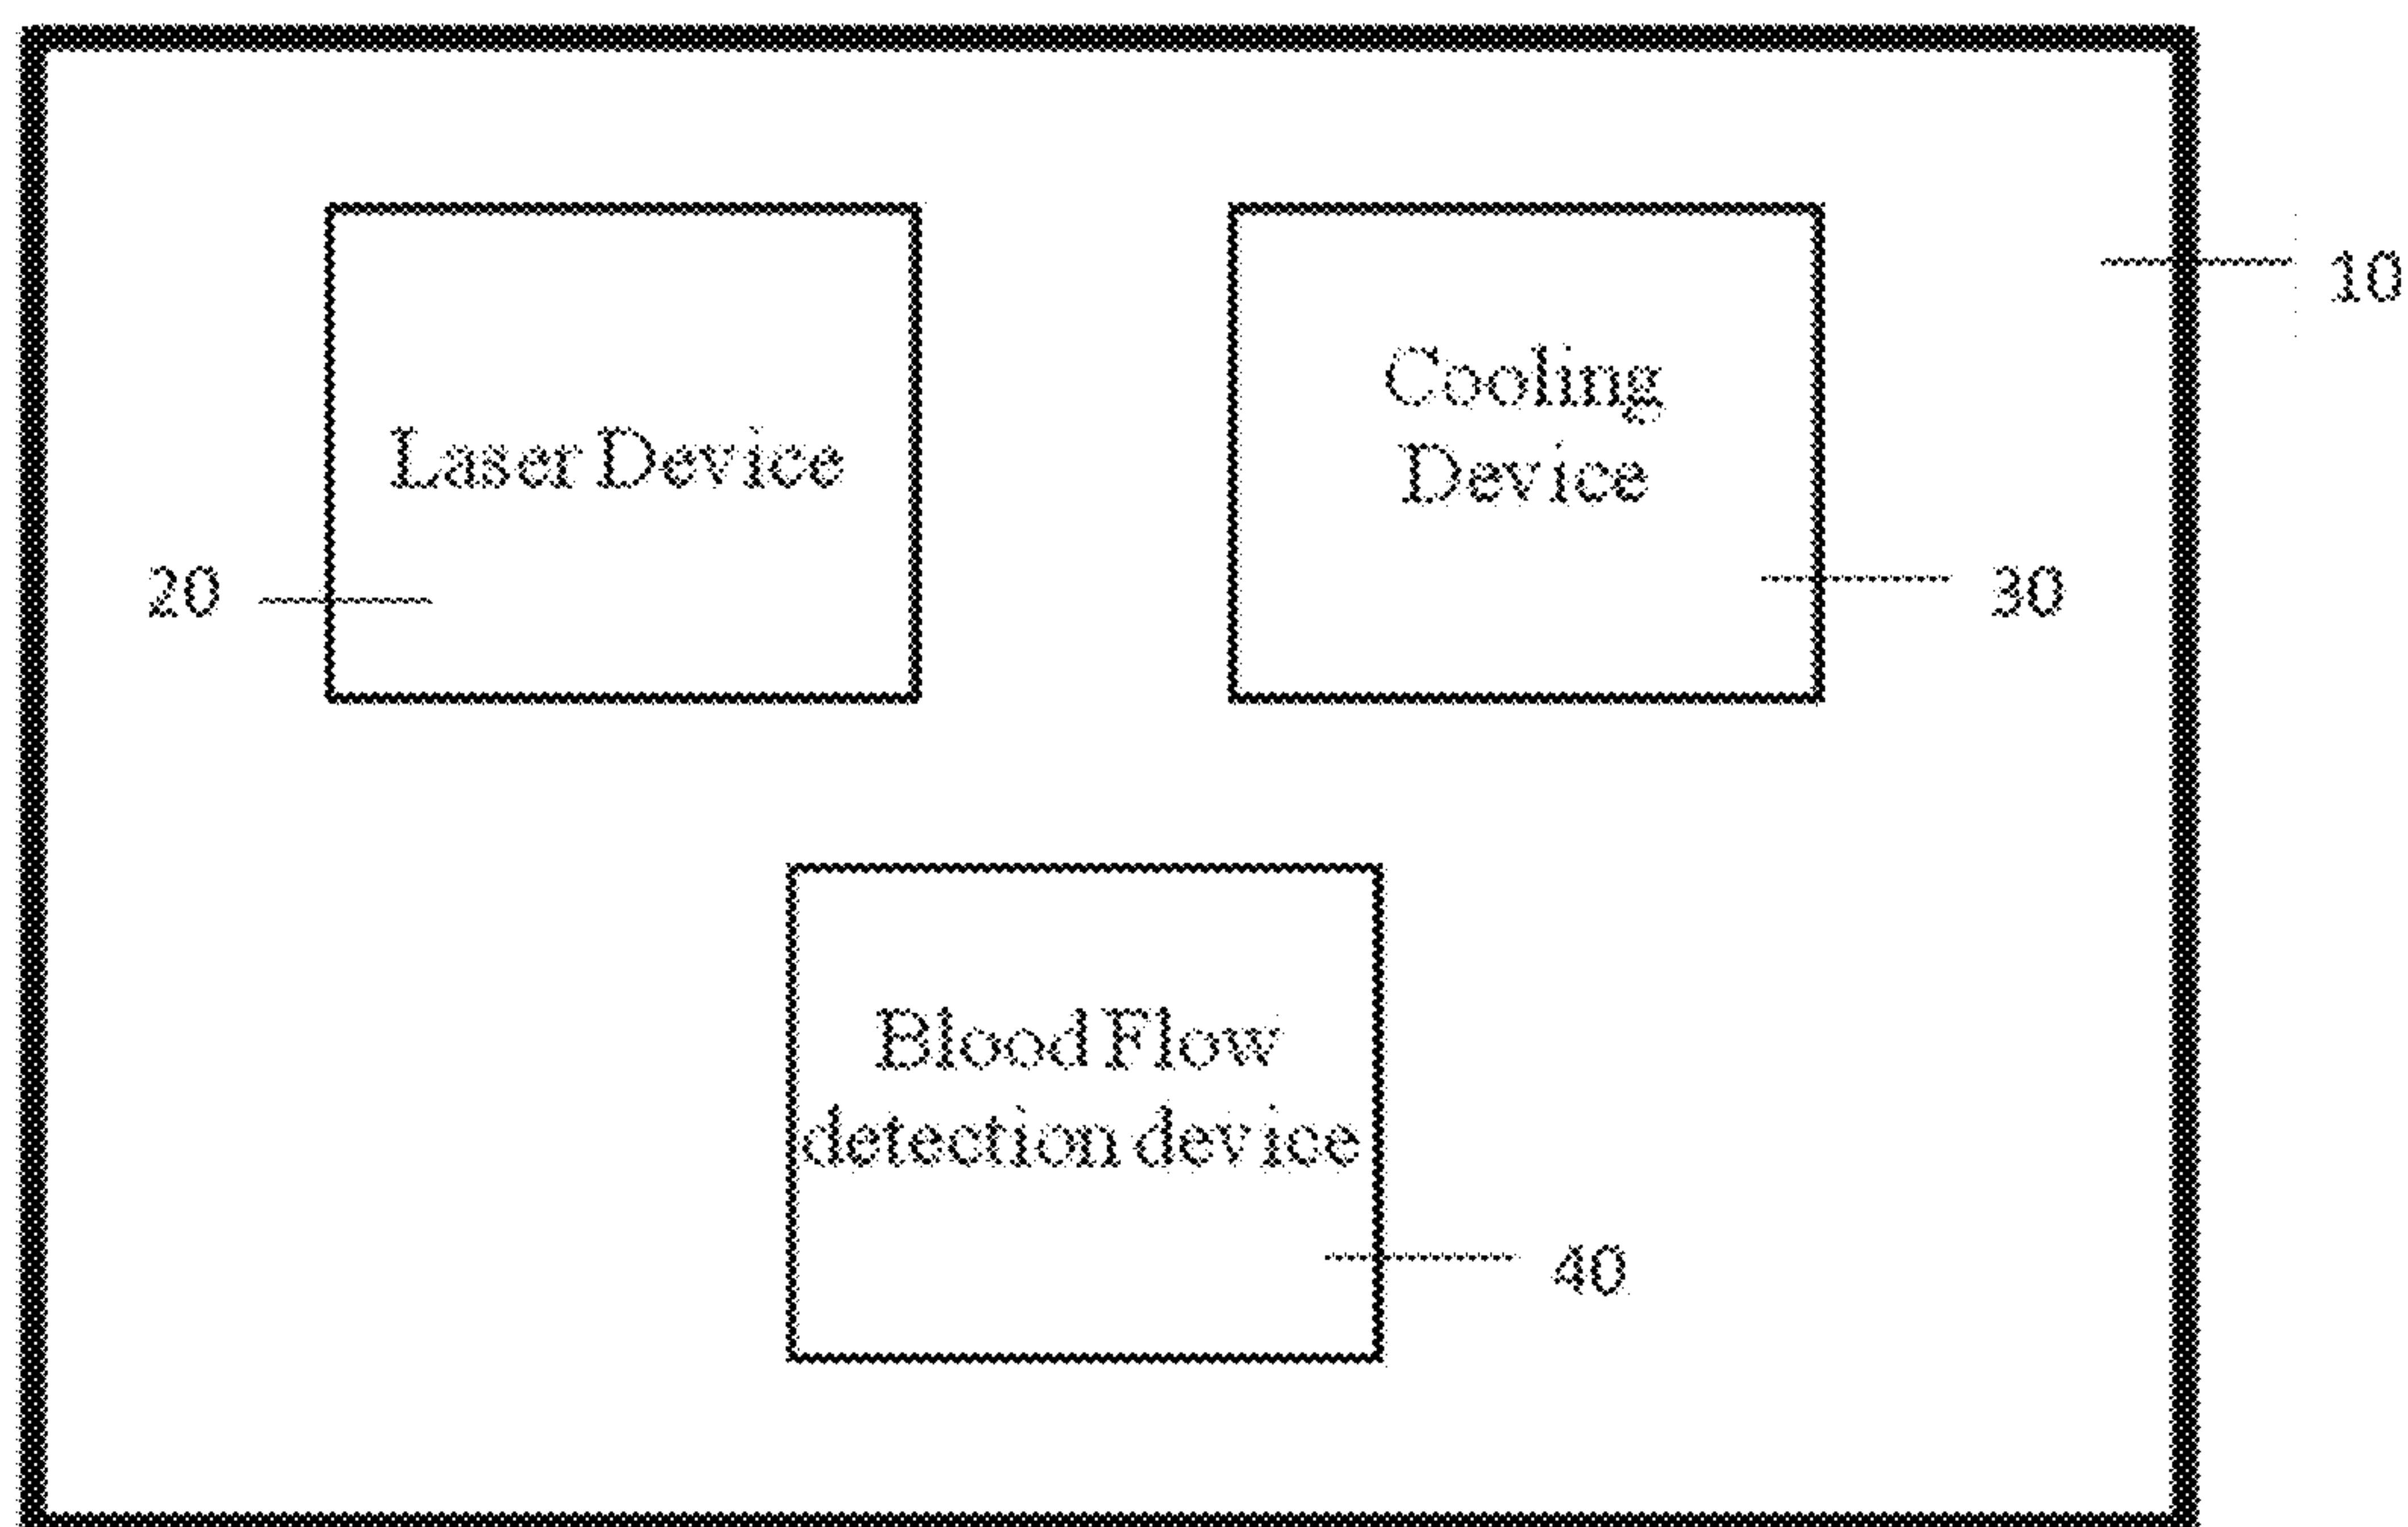 10
Laser Device
20
Cooling
Device
30
Blood Flow
detection device
40